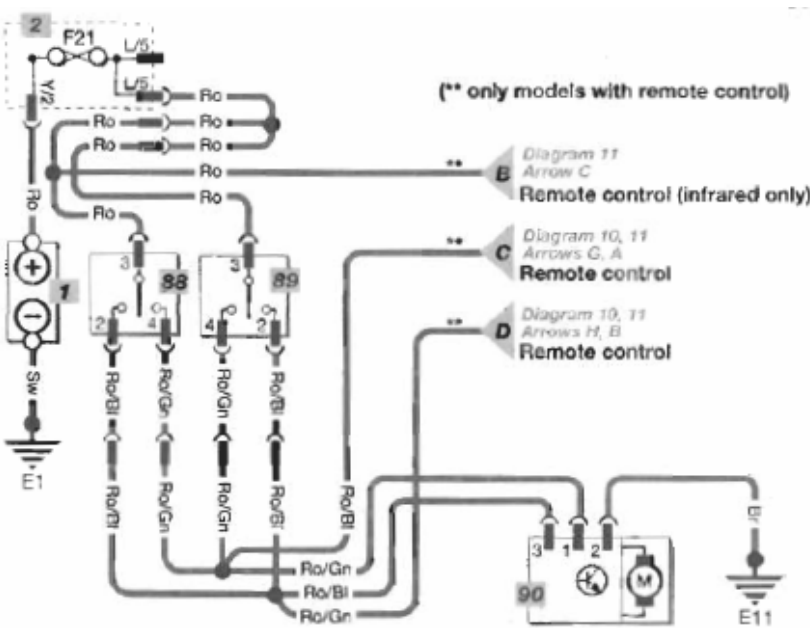 2
F21
L/5
L/5
Y/2
Ro
Ro
Ro
Ro
Ro
Ro
Ro
Ro
Ro
(** only models with remote control)
**
B
Diagram 11
Arrow C
Remote control (infrared only)
**
C
Diagram 10, 11
Arrows G, A
Remote control
**
D
Diagram 10, 11
Arrows H, B
Remote control
1
3
88
2
4
3
89
4
2
Sw
E1
Ro/Bl
Ro/Gn
Ro/Gn
Ro/Bl
Ro/Bl
Ro/Gn
Ro/Gn
Ro/Bl
Ro/Bl
Ro/Gn
Ro/Bl
Ro/Gn
3
1
2
90
M
Br
E11